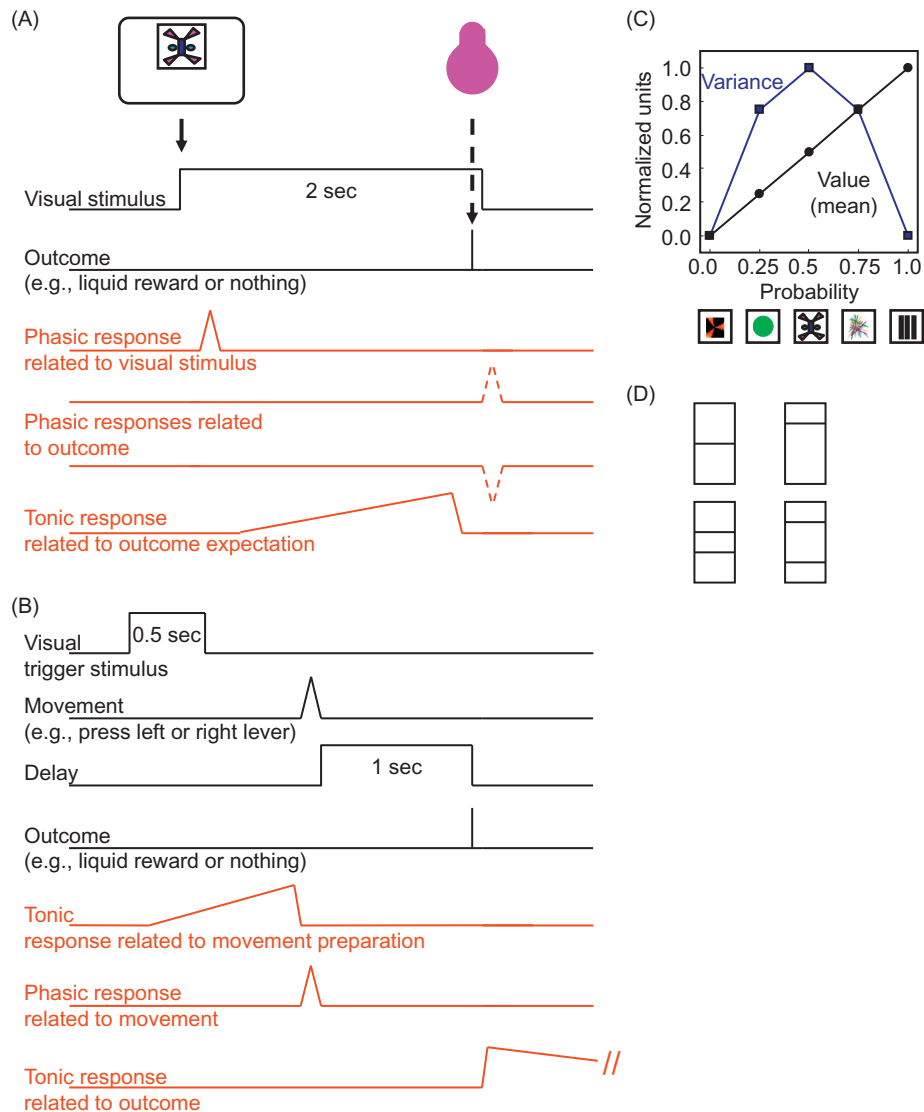 (A)
Visual stimulus
2 sec
Outcome
(e.g., liquid reward or nothing)
Phasic response
related to visual stimulus
Phasic responses related
to outcome
Tonic response
related to outcome expectation
(B)
0.5 sec
Visual
trigger stimulus
Movement
(e.g., press left or right lever)
Delay
1 sec
Outcome
(e.g., liquid reward or nothing)
Tonic
response related to movement preparation
Phasic response
related to movement
Tonic response
related to outcome
(C)
Normalized units
1.0
0.8
0.6
0.4
0.2
0.0
Variance
Value
(mean)
0.0 0.25 0.5 0.75 1.0
Probability
(D)